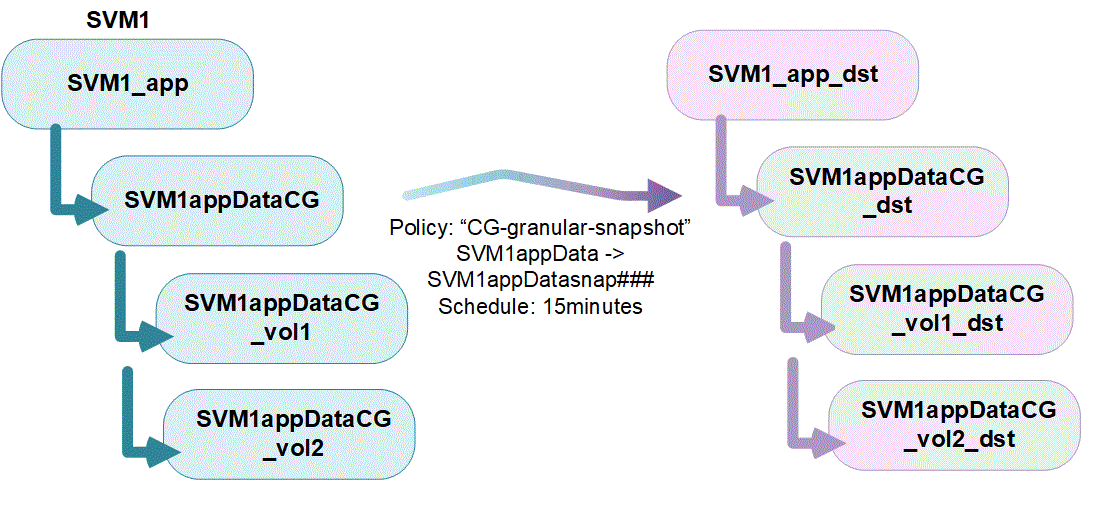 SVM1
SVM1_app
SVM1appDataCG
SVM1appDataCG
_vol1
SVM1appDataCG
_vol2
Policy: “CG-granular-snapshot”
SVM1appData ->
SVM1appDatasnap###
Schedule: 15minutes
SVM1_app_dst
SVM1appDataCG
_dst
SVM1appDataCG
_vol1_dst
SVM1appDataCG
_vol2_dst